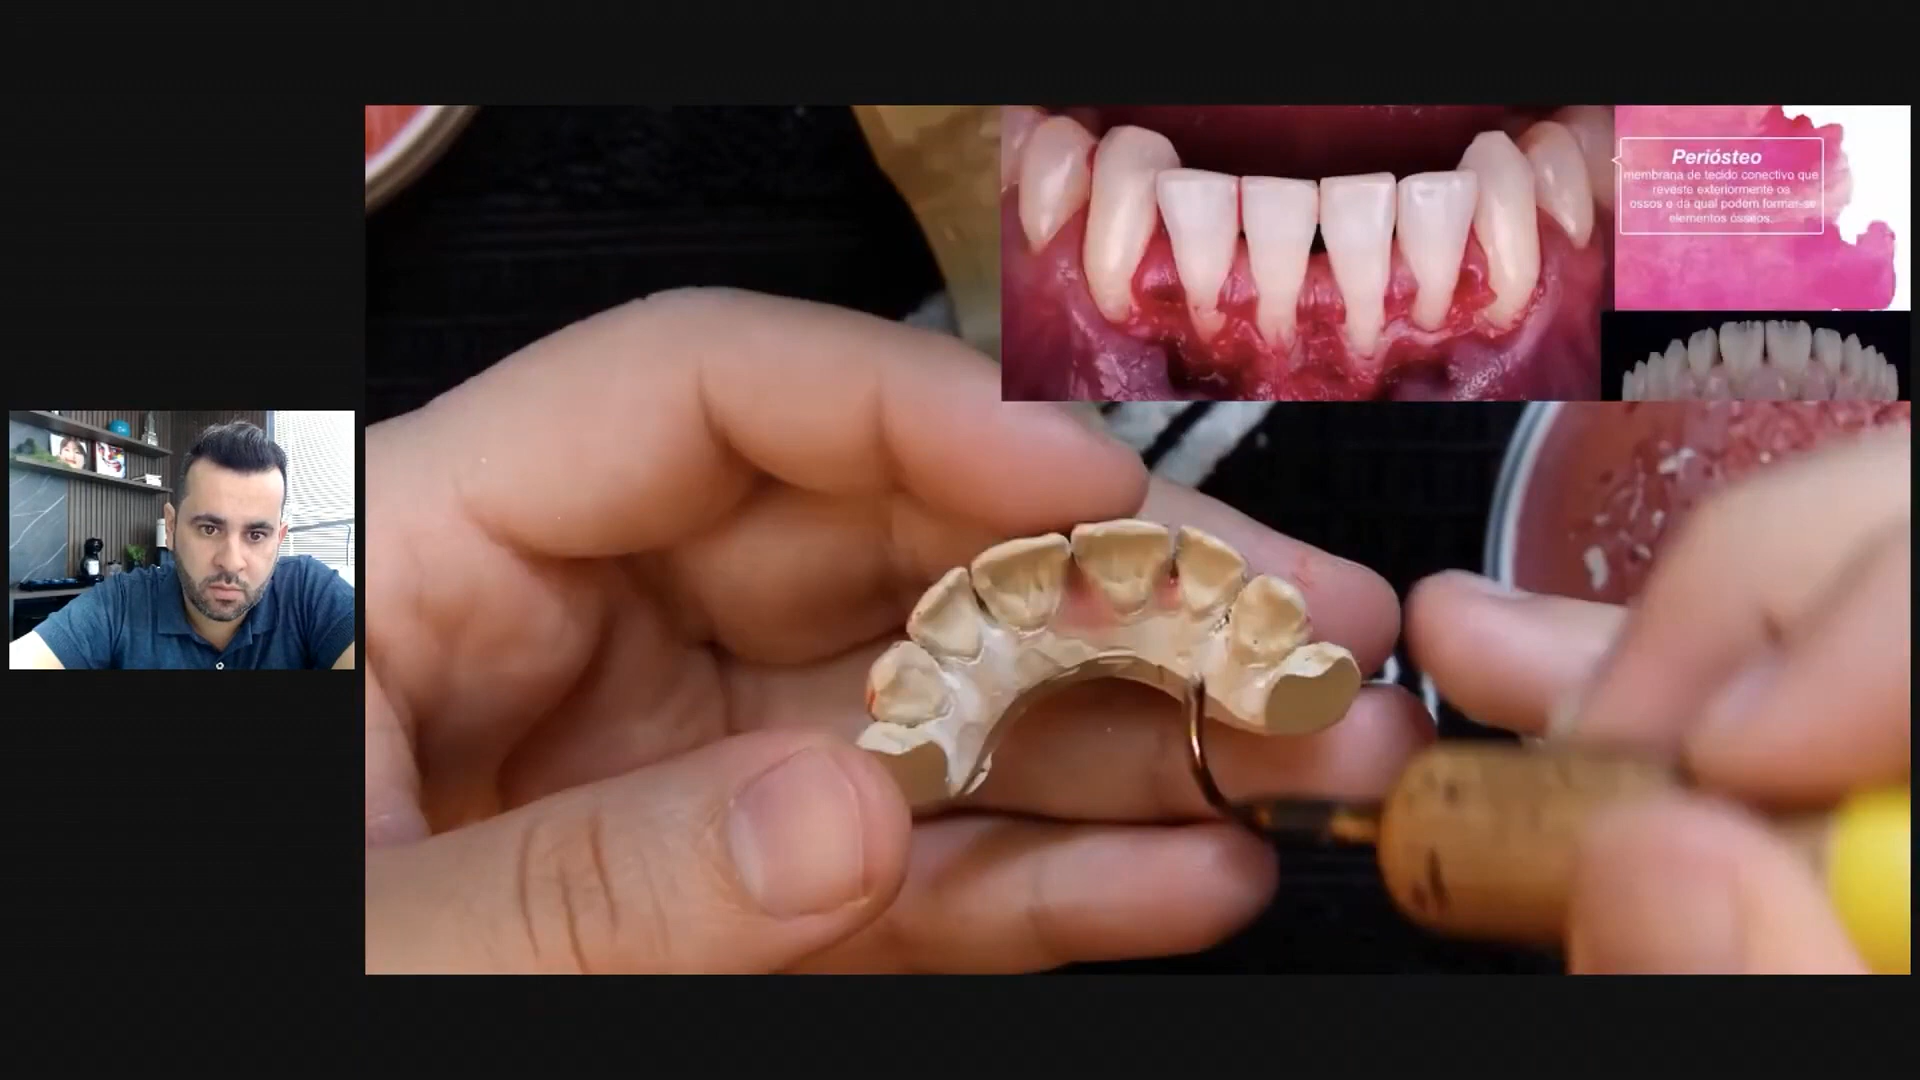 Periósteo
membrana de tecido conectivo que
reveste exteriormente os
ossos e da qual podem formar-se
elementos ósseos.